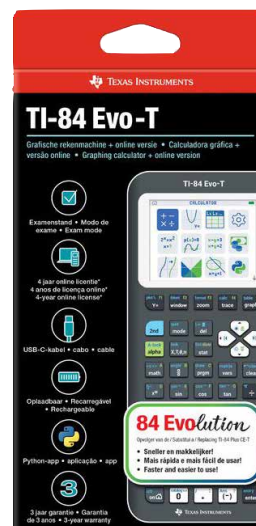 TEXAS INSTRUMENTS
TI-84 Evo-T
Grafische rekenmachine + online versie • Calculadora gráfica +
versão online • Graphing calculator + online version
Examenstand • Modo de
exame • Exam mode
4 jaar online licentie*
4 anos de licença online*
4-year online license*
USB-C-kabel • cabo • cable
Oplaadbaar • Recarregável
• Rechargeable
Python-app • aplicação • app
3
3 jaar garantie • Garantia
de 3 anos • 3-year warranty
TI-84 Evo-T
CALCULATOR
Y=
window
zoom
trace
graph
2nd
mode
del
alpha
X,T,θ,n
stat
math
prgm
vars
sin
cos
tan
84 Evolution
Opvolger van de / Substitui a / Replacing TI-84 Plus CE-T
• Sneller en makkelijker!
• Mais rápida e mais fácil de usar!
• Faster and easier to use!
on
0
.
(-)
enter
TEXAS INSTRUMENTS